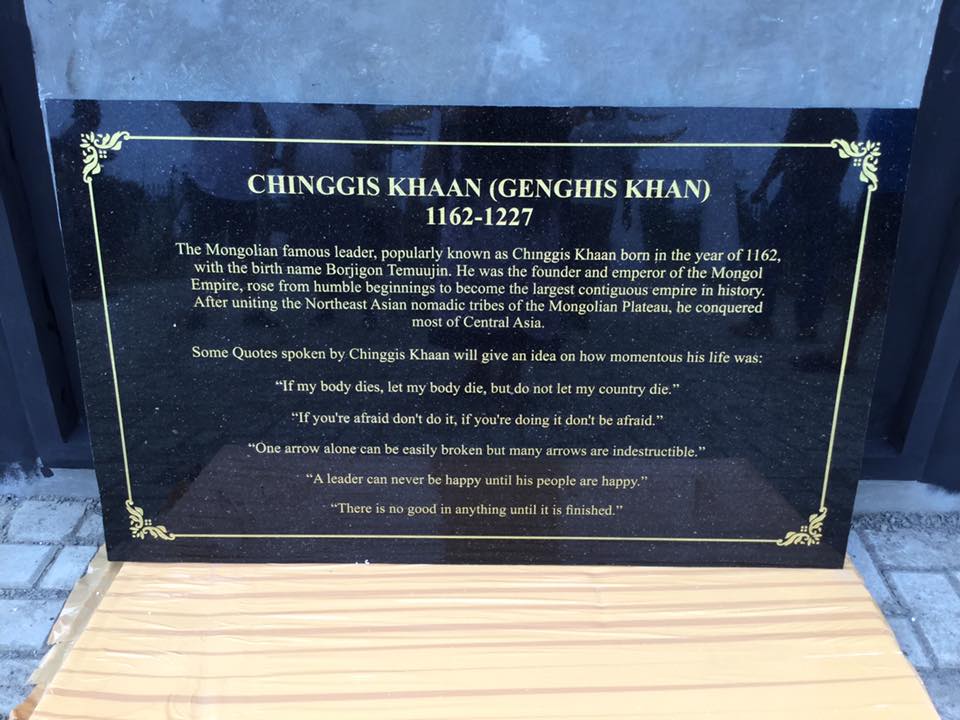 CHINGGIS KHAAN (GENGHIS KHAN)
1162-1227
The Mongolian famous leader, popularly known as Chınggis Khaan born in the year of 1162,
with the birth name Borjigon Temuujin. He was the founder and emperor of the Mongol
Empire, rose from humble beginnings to become the largest contiguous empire in history.
After uniting the Northeast Asian nomadic tribes of the Mongolian Plateau, he conquered
most of Central Asia.
Some Quotes spoken by Chinggis Khaan will give an idea on how momentous his life was:
“If my body dies, let my body die, but do not let my country die.”
“If you're afraid don't do it, if you're doing it don't be afraid.”
“One arrow alone can be easily broken but many arrows are indestructible.”
“A leader can never be happy until his people are happy.”
“There is no good in anything until it is finished.”